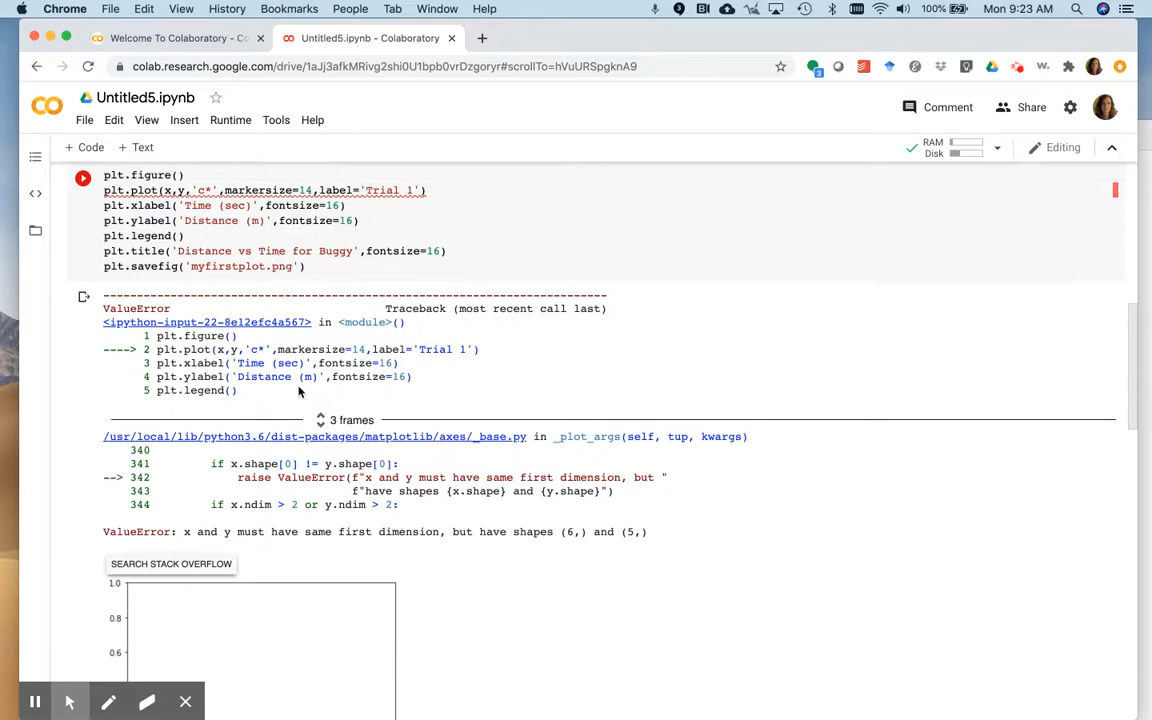 Chrome File Edit View History Bookmarks People Tab Window Help 100% Mon 9:23 AM
Welcome To Colaboratory - Co Untitled5.ipynb - Colaboratory
colab.research.google.com/drive/1aJj3afkMRivg2shi0U1bpb0vrDzgoryr#scrollTo=hVuURSpgknA9
Untitled5.ipynb
Comment Share
File Edit View Insert Runtime Tools Help
+ Code + Text RAM Disk Editing
plt.figure()
plt.plot(x,y,'c*',markersize=14,label='Trial 1')
plt.xlabel('Time (sec)',fontsize=16)
plt.ylabel('Distance (m)',fontsize=16)
plt.legend()
plt.title('Distance vs Time for Buggy',fontsize=16)
plt.savefig('myfirstplot.png')
---------------------------------------------------------------------------
ValueError Traceback (most recent call last)
<ipython-input-22-8e12efc4a567> in <module>()
1 plt.figure()
----> 2 plt.plot(x,y,'c*',markersize=14,label='Trial 1')
3 plt.xlabel('Time (sec)',fontsize=16)
4 plt.ylabel('Distance (m)',fontsize=16)
5 plt.legend()
3 frames
/usr/local/lib/python3.6/dist-packages/matplotlib/axes/_base.py in _plot_args(self, tup, kwargs)
340
341 if x.shape[0] != y.shape[0]:
--> 342 raise ValueError(f"x and y must have same first dimension, but "
343 f"have shapes {x.shape} and {y.shape}")
344 if x.ndim > 2 or y.ndim > 2:
ValueError: x and y must have same first dimension, but have shapes (6,) and (5,)
SEARCH STACK OVERFLOW
1.0
0.8
0.6